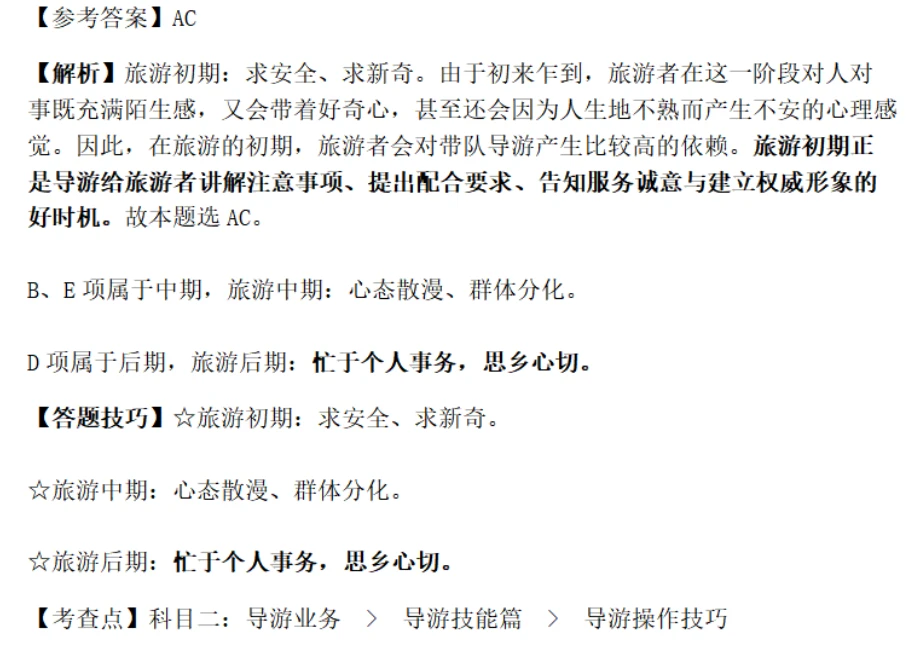 【参考答案】AC
【解析】旅游初期：求安全、求新奇。由于初来乍到，旅游者在这一阶段对人对
事既充满陌生感，又会带着好奇心，甚至还会因为人生地不熟而产生不安的心理感
觉。因此，在旅游的初期，旅游者会对带队导游产生比较高的依赖。旅游初期正
是导游给旅游者讲解注意事项、提出配合要求、告知服务诚意与建立权威形象的
好时机。故本题选 AC。
B、E 项属于中期，旅游中期：心态散漫、群体分化。
D 项属于后期，旅游后期：忙于个人事务，思乡心切。
【答题技巧】☆旅游初期：求安全、求新奇。
☆旅游中期：心态散漫、群体分化。
☆旅游后期：忙于个人事务，思乡心切。
【考查点】科目二：导游业务 > 导游技能篇 > 导游操作技巧